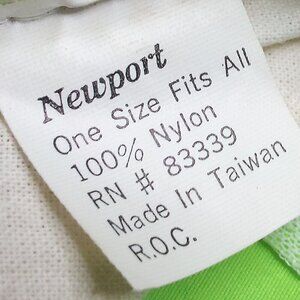 Newport
One Size Fits All
100% Nylon
RN # 83339
Made In Taiwan
R.O.C.